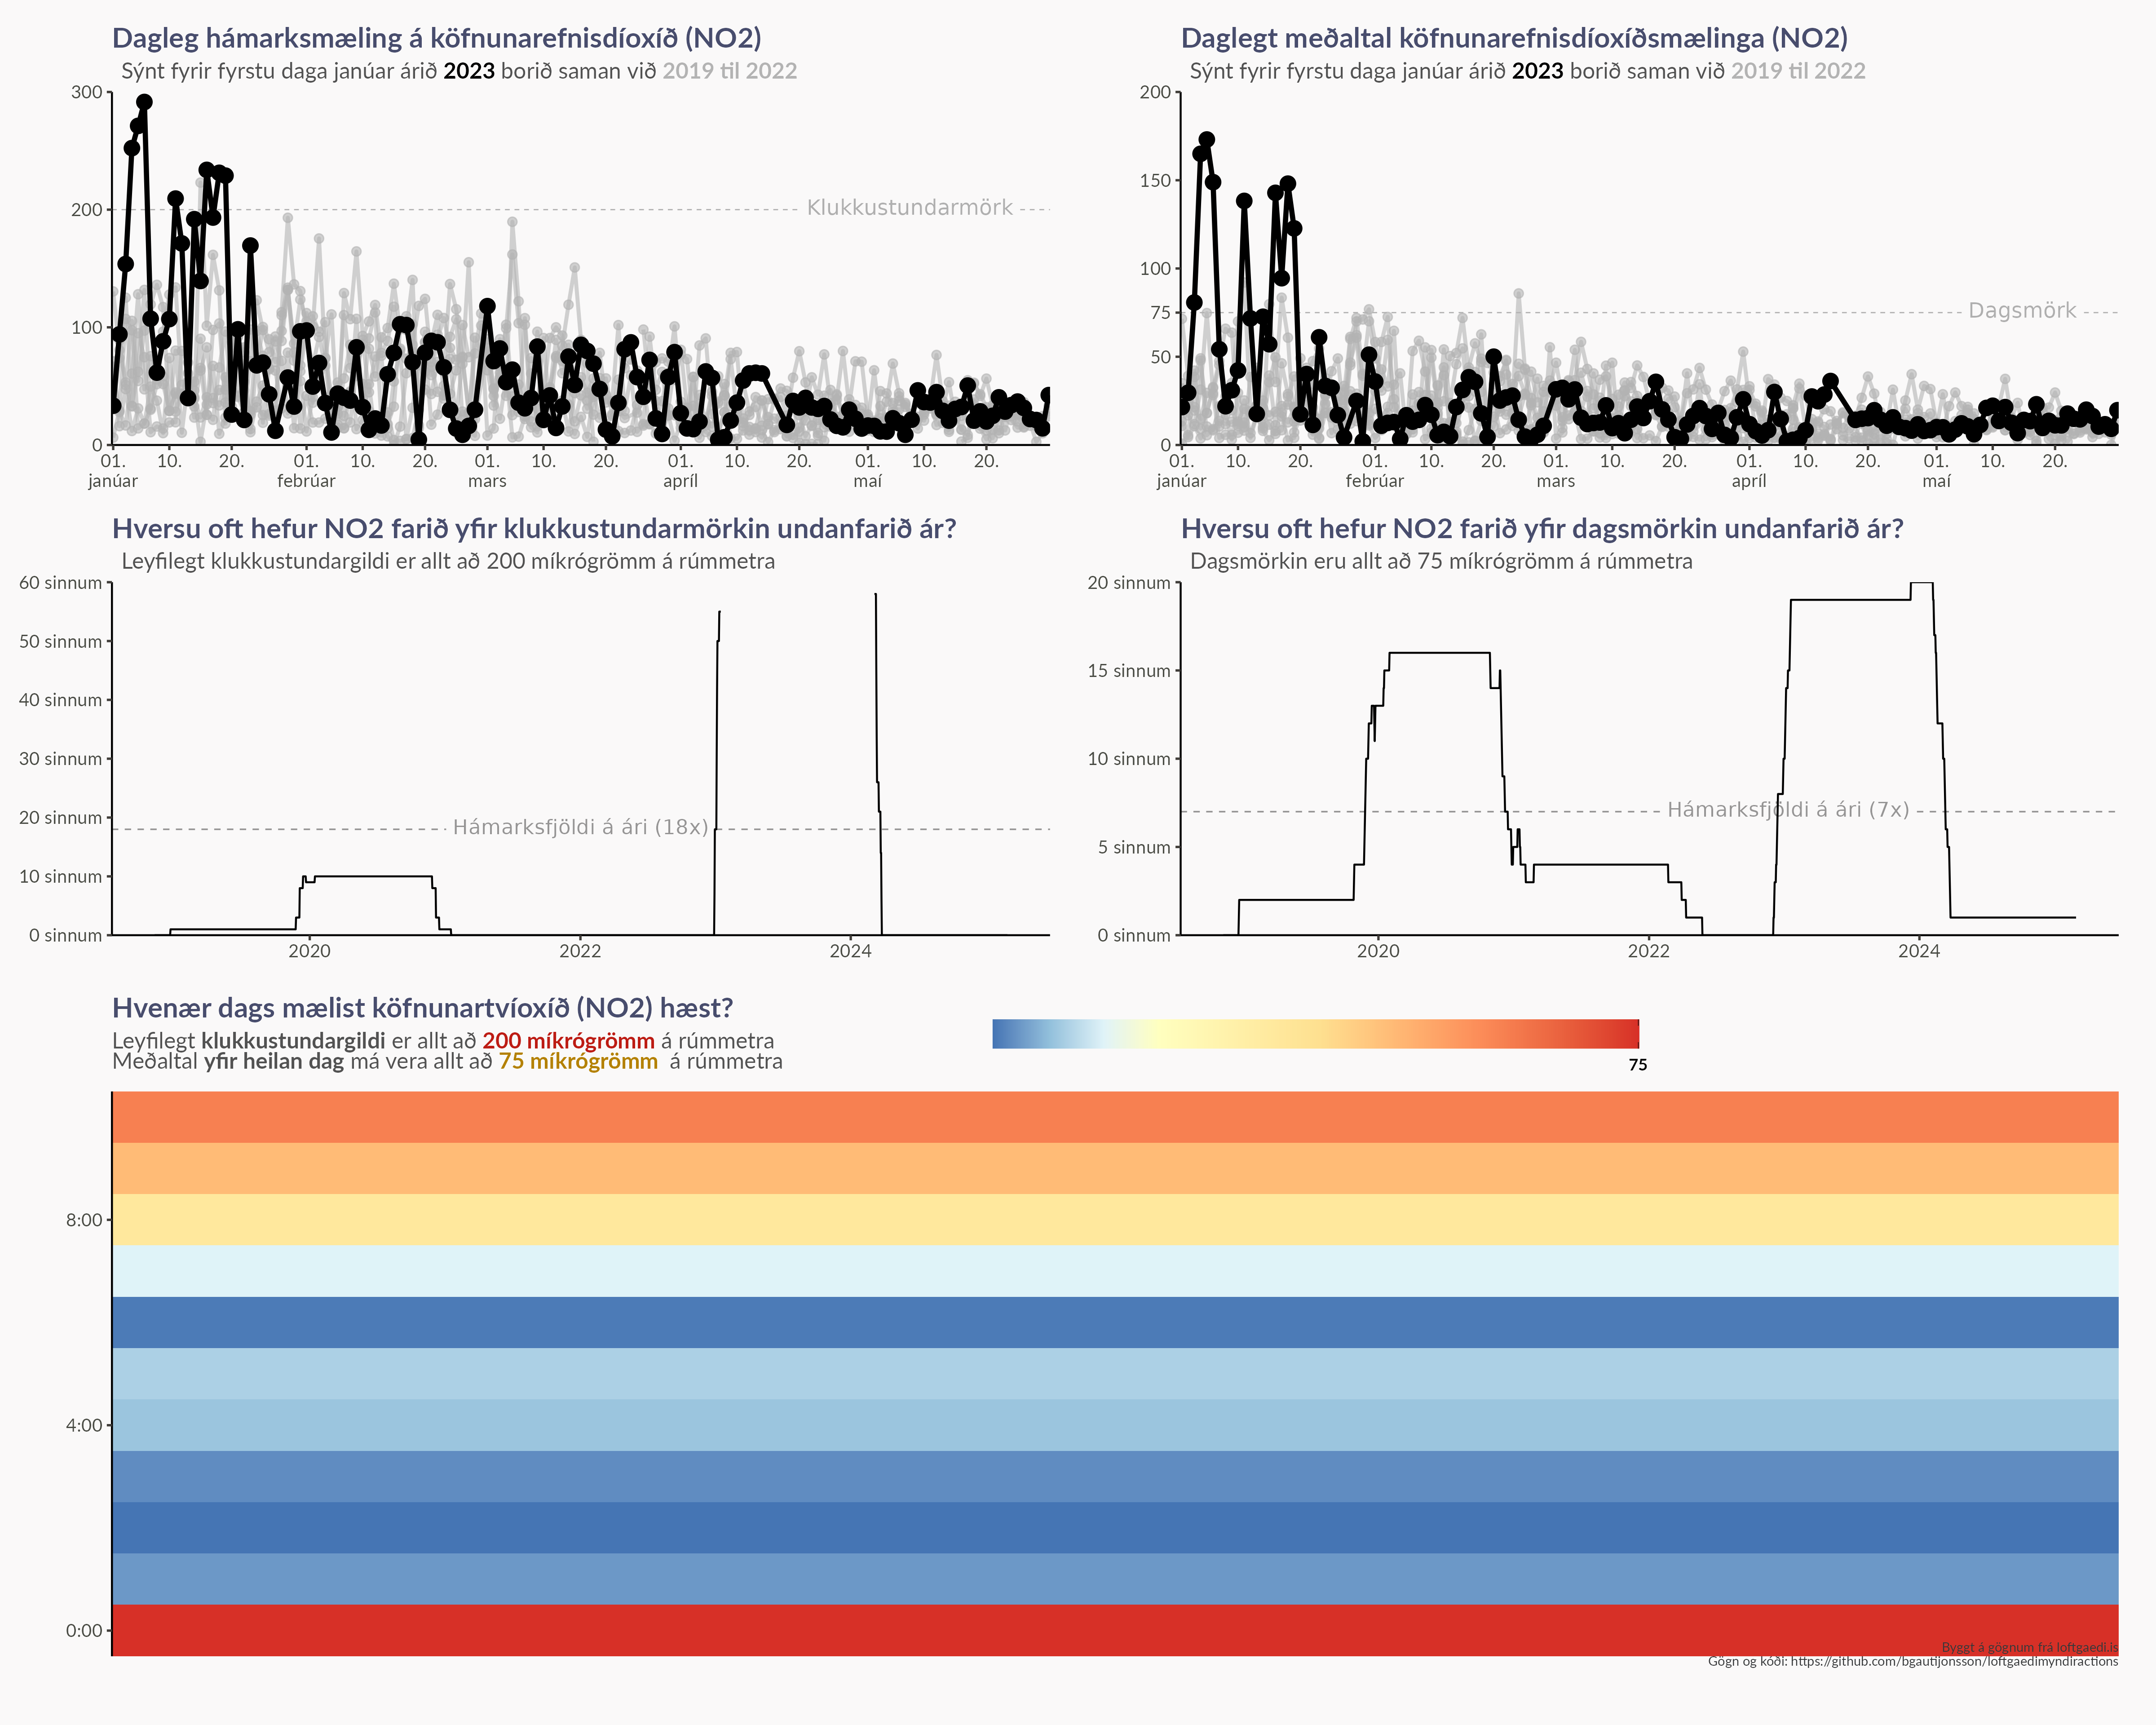 Dagleg hámarksmæling á köfnunarefnisdíoxíð (NO2)
Sýnt fyrir fyrstu daga janúar árið 2023 borið saman við 2019 til 2022
300
200
100
0
Klukkustundarmörk
01. 10. 20. 01. 10. 20. 01. 10. 20. 01. 10. 20. 01. 10. 20.
janúar febrúar mars apríl maí
Daglegt meðaltal köfnunarefnisdíoxíðsmælinga (NO2)
Sýnt fyrir fyrstu daga janúar árið 2023 borið saman við 2019 til 2022
200
150
100
75
50
0
Dagsmörk
01. 10. 20. 01. 10. 20. 01. 10. 20. 01. 10. 20. 01. 10. 20.
janúar febrúar mars apríl maí
Hversu oft hefur NO2 farið yfir klukkustundarmörkin undanfarið ár?
Leyfilegt klukkustundargildi er allt að 200 míkrógrömm á rúmmetra
60 sinnum
50 sinnum
40 sinnum
30 sinnum
20 sinnum
10 sinnum
0 sinnum
Hámarksfjöldi á ári (18x)
2020 2022 2024
Hversu oft hefur NO2 farið yfir dagsmörkin undanfarið ár?
Dagsmörkin eru allt að 75 míkrógrömm á rúmmetra
20 sinnum
15 sinnum
10 sinnum
5 sinnum
0 sinnum
Hámarksfjöldi á ári (7x)
2020 2022 2024
Hvenær dags mælist köfnunartvíoxíð (NO2) hæst?
Leyfilegt klukkustundargildi er allt að 200 míkrógrömm á rúmmetra
Meðaltal yfir heilan dag má vera allt að 75 míkrógrömm á rúmmetra
75
8:00
4:00
0:00
Byggt á gögnum frá loftgaedi.is
Gögn og kóði: https://github.com/bgautijonsson/loftgaedimyndiractions